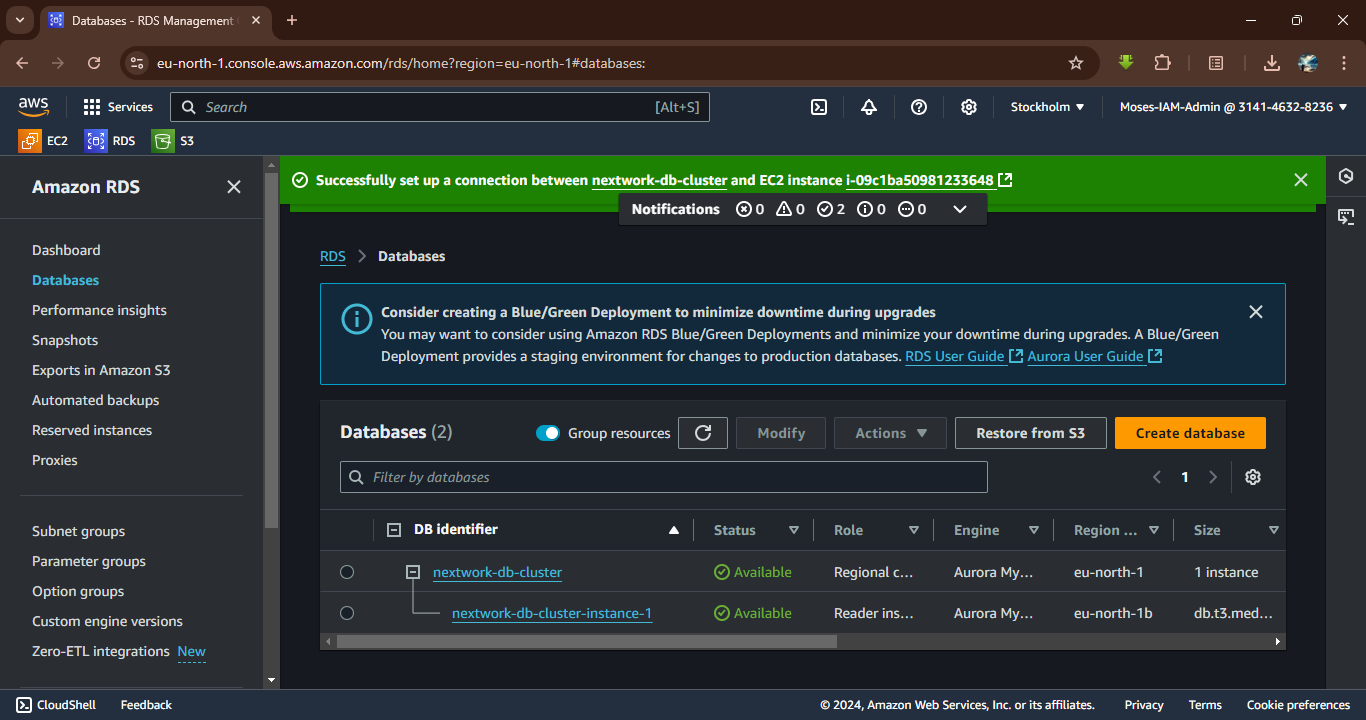 Databases - RDS Management
eu-north-1.console.aws.amazon.com/rds/home?region=eu-north-1#databases:
aws
Services
Search
[Alt+S]
Stockholm
Moses-IAM-Admin @ 3141-4632-8236
EC2
RDS
S3
Amazon RDS
Dashboard
Databases
Performance insights
Snapshots
Exports in Amazon S3
Automated backups
Reserved instances
Proxies
Subnet groups
Parameter groups
Option groups
Custom engine versions
Zero-ETL integrations New
Successfully set up a connection between nextwork-db-cluster and EC2 instance i-09c1ba50981233648
Notifications 0 0 2 0 0
RDS > Databases
Consider creating a Blue/Green Deployment to minimize downtime during upgrades
You may want to consider using Amazon RDS Blue/Green Deployments and minimize your downtime during upgrades. A Blue/Green
Deployment provides a staging environment for changes to production databases. RDS User Guide Aurora User Guide
Databases (2)
Group resources
Modify
Actions
Restore from S3
Create database
Filter by databases
1
DB identifier Status Role Engine Region ... Size
nextwork-db-cluster Available Regional c... Aurora My... eu-north-1 1 instance
nextwork-db-cluster-instance-1 Available Reader ins... Aurora My... eu-north-1b db.t3.med...
CloudShell Feedback © 2024, Amazon Web Services, Inc. or its affiliates. Privacy Terms Cookie preferences